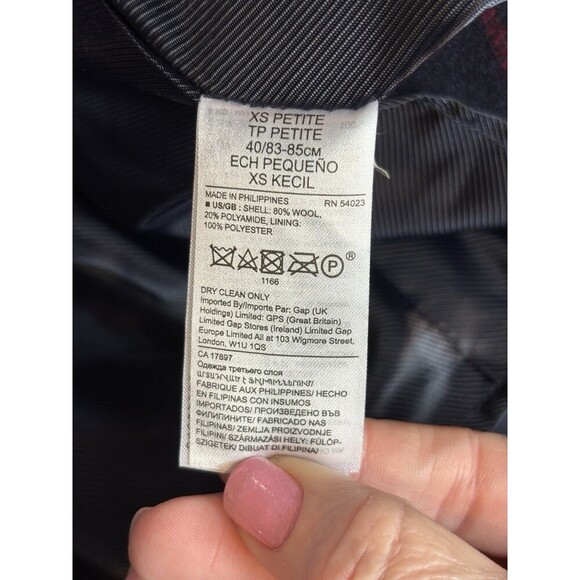 XS PETITE
TP PETITE
40/83-85CM
ECH PEQUEÑO
XS KECIL
MADE IN PHILIPPINES RN 54023
■ US/GB : SHELL: 80% WOOL,
20% POLYAMIDE, LINING:
100% POLYESTER
P ®
1166
DRY CLEAN ONLY
Imported By/Importe Par: Gap (UK
Holdings) Limited: GPS (Great Britain)
Limited Gap Stores (Ireland) Limited Gap
Europe Limited All at 103 Wigmore Street,
London, W1U 1QS
CA 17897
Одежда третьего слоя
ԱՐՏԱԴՐՎԱԾ Է ՖԻԼԻՊԻՆՆԵՐՈՒՄ/
FABRIQUE AUX PHILIPPINES/ HECHO
EN FILIPINAS CON INSUMOS
IMPORTADOS/ ПРОИЗВЕДЕНО ВЪВ
ФИЛИПИНИТЕ/ FABRICADO NAS
FILIPINAS/ ZEMLJA PROIZVODNJE
FILIPINI/ SZÁRMAZÁSI HELY: FÜLÖP-
SZIGETEK/ DIBUAT DI FILIPINA/